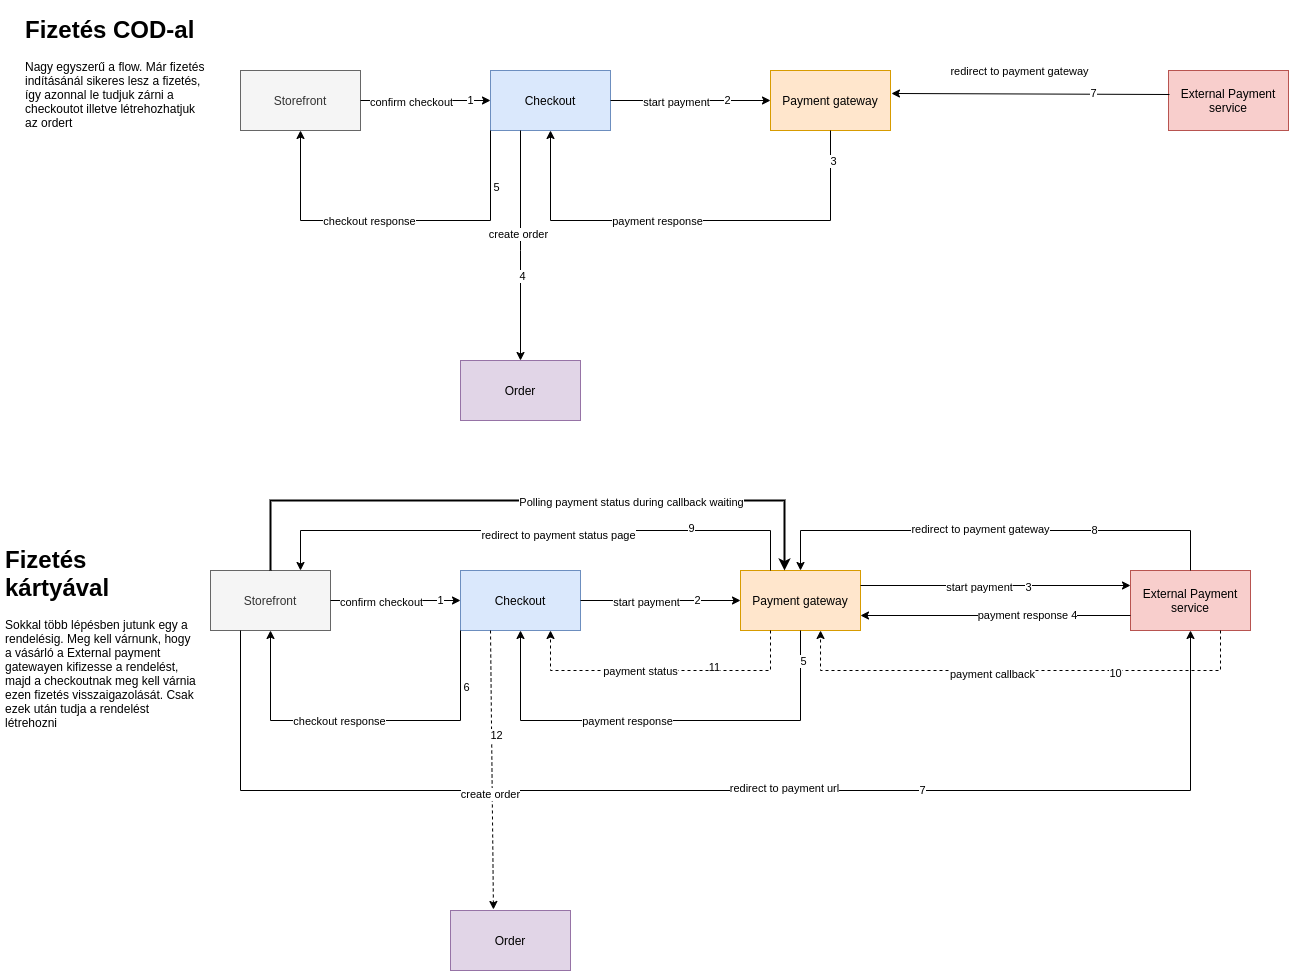 Fizetés COD-al
Nagy egyszerű a flow. Már fizetés
indításánál sikeres lesz a fizetés,
így azonnal le tudjuk zárni a
checkoutot illetve létrehozhatjuk
az ordert
redirect to payment gateway
7
Storefront
confirm checkout
1
Checkout
start payment
2
Payment gateway
External Payment
service
3
5
checkout response
payment response
create order
4
Order
Polling payment status during callback waiting
9
redirect to payment status page
redirect to payment gateway
8
Fizetés
kártyával
Sokkal több lépésben jutunk egy a
rendelésig. Meg kell várnunk, hogy
a vásárló a External payment
gatewayen kifizesse a rendelést,
majd a checkoutnak meg kell várnia
ezen fizetés visszaigazolását. Csak
ezek után tudja a rendelést
létrehozni
Storefront
confirm checkout
1
Checkout
start payment
2
Payment gateway
start payment
3
payment response 4
External Payment
service
5
payment status
11
payment callback
10
6
checkout response
payment response
12
redirect to payment url
7
create order
Order